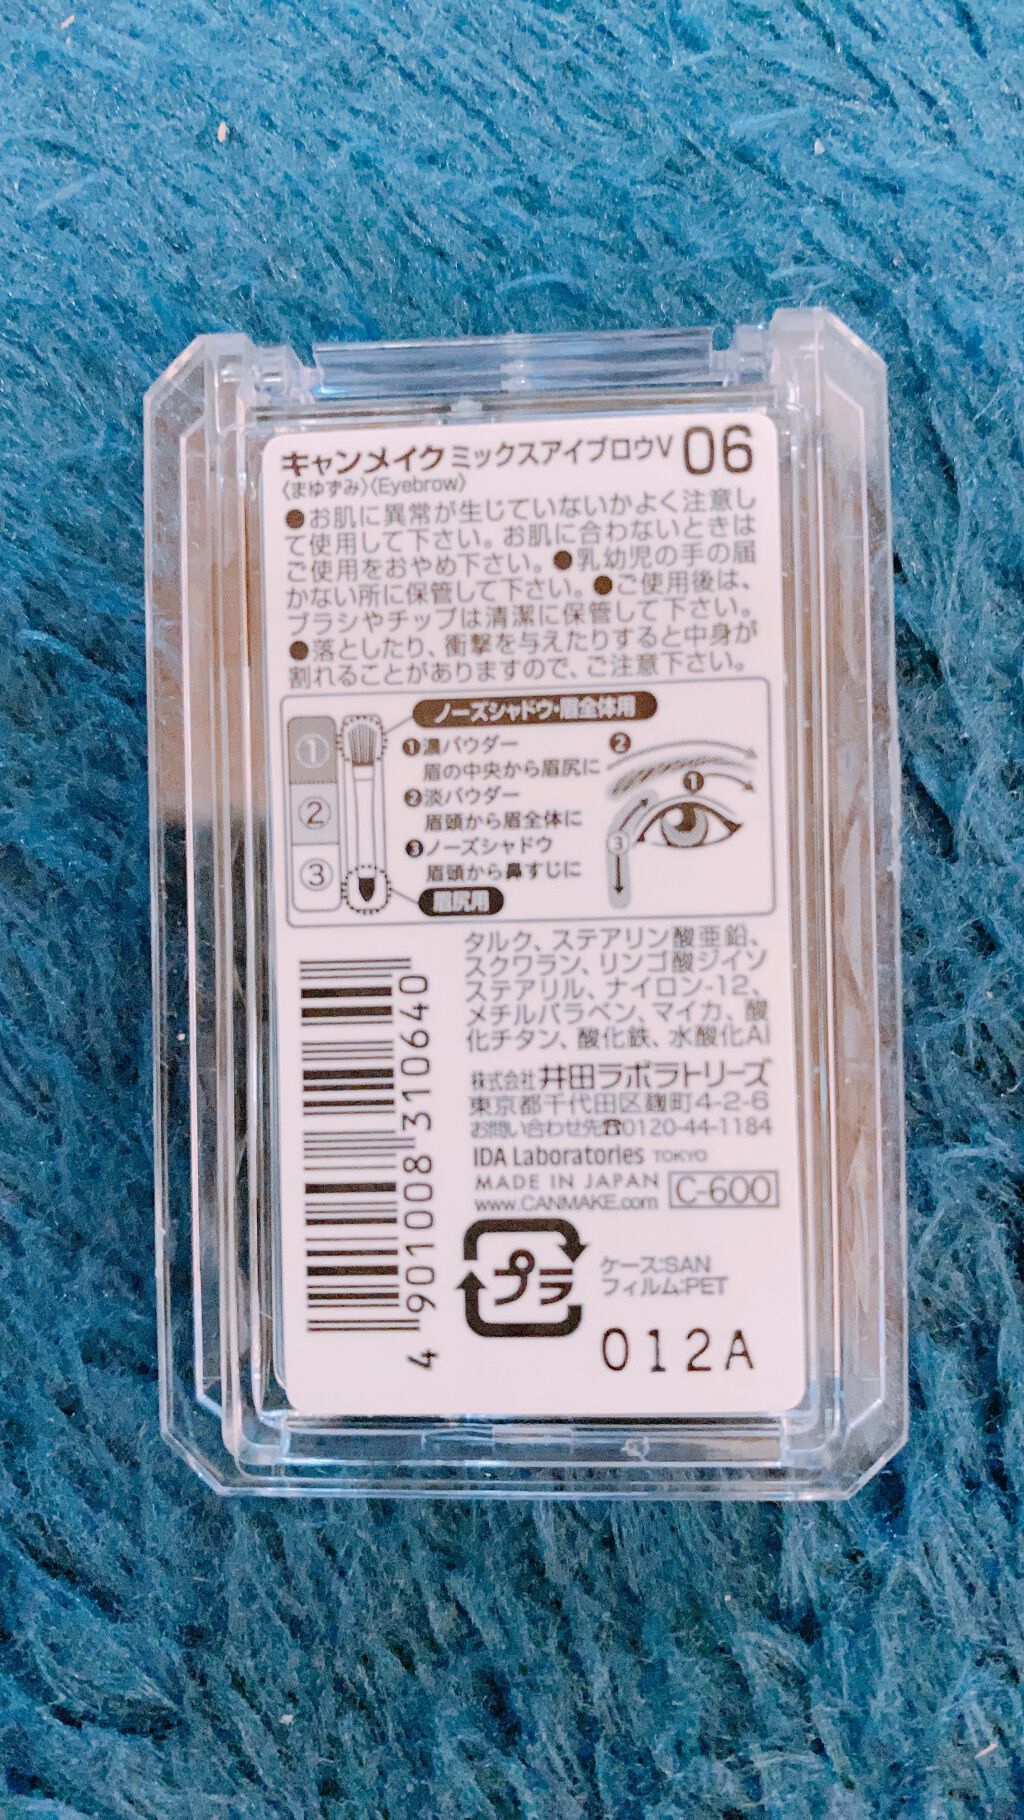 キャンメイク ミックスアイブロウV 06
〈まゆずみ〉〈Eyebrow〉
●お肌に異常が生じていないかよく注意し
て使用して下さい。お肌に合わないときは
ご使用をおやめ下さい。●乳幼児の手の届
かない所に保管して下さい。●ご使用後は、
ブラシやチップは清潔に保管して下さい。
●落としたり、衝撃を与えたりすると中身が
割れることがありますので、ご注意下さい。
ノーズシャドウ・眉全体用
①
②
③
❶濃パウダー
眉の中央から眉尻に
❷淡パウダー
眉頭から眉全体に
❸ノーズシャドウ
眉頭から鼻すじに
眉尻用
❷
❶
③
タルク、ステアリン酸亜鉛、
スクワラン、リンゴ酸ジイソ
ステアリル、ナイロン-12、
メチルパラベン、マイカ、酸
化チタン、酸化鉄、水酸化Al
株式会社 井田ラボラトリーズ
東京都千代田区麹町4-2-6
お問い合わせ先☎0120-44-1184
IDA Laboratories TOKYO
MADE IN JAPAN C-600
www.CANMAKE.com
4901008310640
プラ
ケース:SAN
フィルム:PET
012A